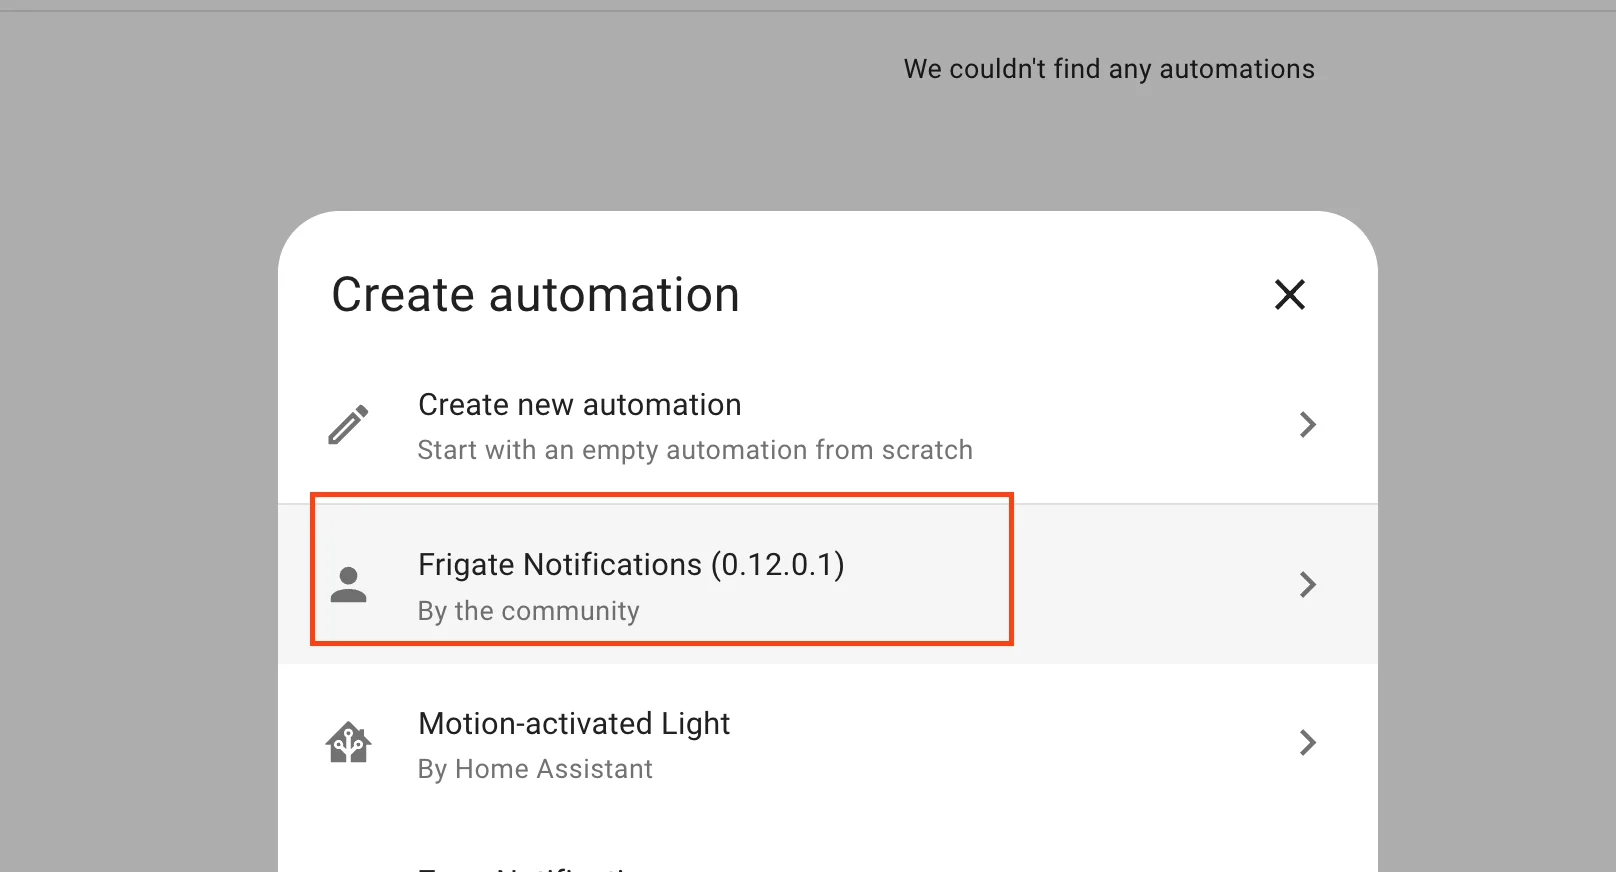 We couldn't find any automations
Create automation
Create new automation
Start with an empty automation from scratch
Frigate Notifications (0.12.0.1)
By the community
Motion-activated Light
By Home Assistant